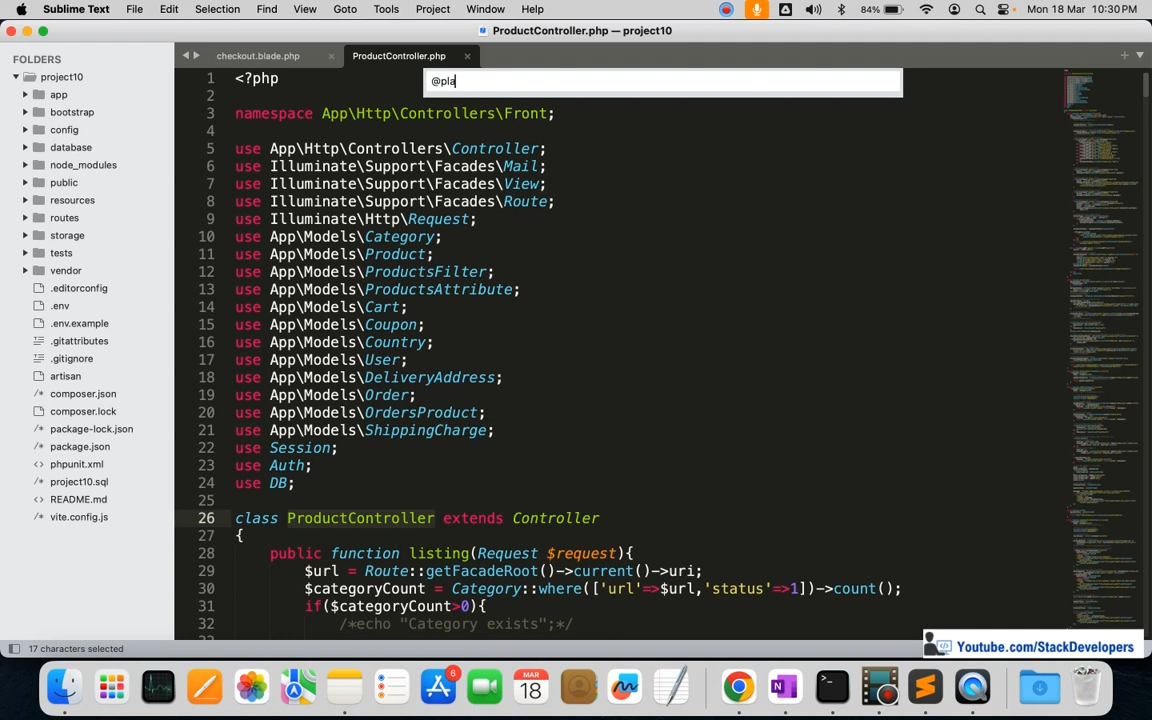 Sublime Text File Edit Selection Find View Goto Tools Project Window Help 84% Mon 18 Mar 10:30PM
ProductController.php — project10
FOLDERS
project10
app
bootstrap
config
database
node_modules
public
resources
routes
storage
tests
vendor
.editorconfig
.env
.env.example
.gitattributes
.gitignore
artisan
composer.json
composer.lock
package-lock.json
package.json
phpunit.xml
project10.sql
README.md
vite.config.js
checkout.blade.php ProductController.php
@pla
1 <?php
2
3 namespace App\Http\Controllers\Front;
4
5 use App\Http\Controllers\Controller;
6 use Illuminate\Support\Facades\Mail;
7 use Illuminate\Support\Facades\View;
8 use Illuminate\Support\Facades\Route;
9 use Illuminate\Http\Request;
10 use App\Models\Category;
11 use App\Models\Product;
12 use App\Models\ProductsFilter;
13 use App\Models\ProductsAttribute;
14 use App\Models\Cart;
15 use App\Models\Coupon;
16 use App\Models\Country;
17 use App\Models\User;
18 use App\Models\DeliveryAddress;
19 use App\Models\Order;
20 use App\Models\OrdersProduct;
21 use App\Models\ShippingCharge;
22 use Session;
23 use Auth;
24 use DB;
25
26 class ProductController extends Controller
27 {
28 public function listing(Request $request){
29 $url = Route::getFacadeRoot()->current()->uri;
30 $categoryCount = Category::where(['url'=>$url,'status'=>1])->count();
31 if($categoryCount>0){
32 /*echo "Category exists";*/
17 characters selected
Youtube.com/StackDevelopers
6
MAR
18